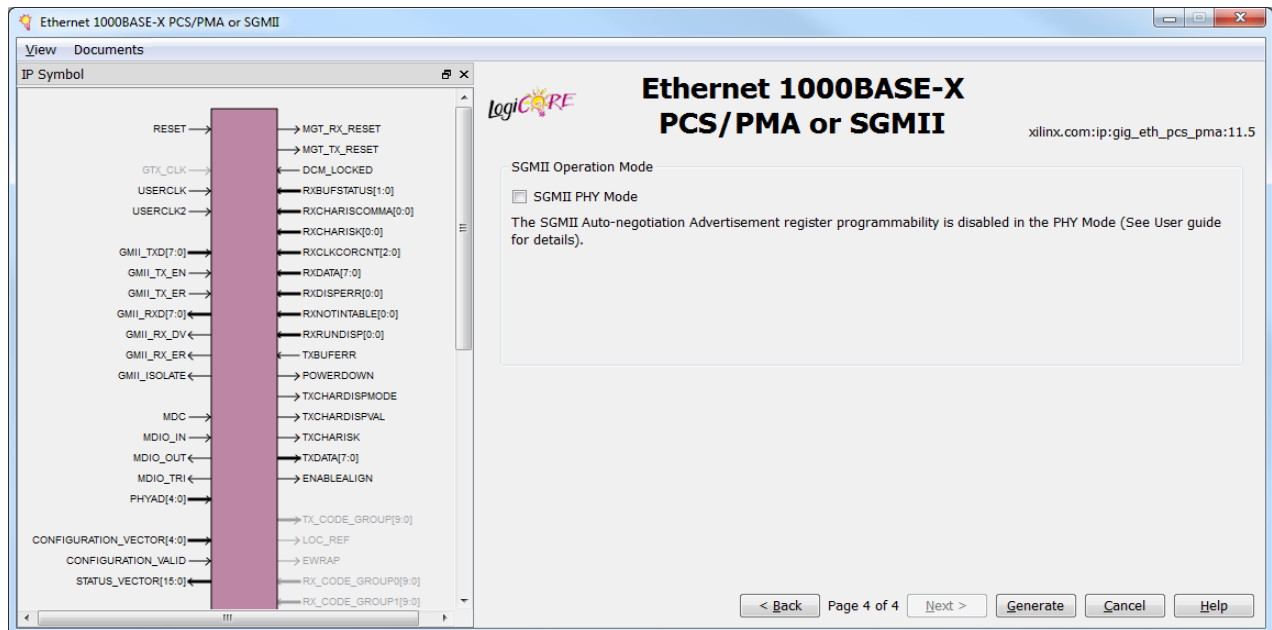 Ethernet 1000BASE-X PCS/PMA or SGMII
View Documents
IP Symbol
RESET
GTX_CLK
USERCLK
USERCLK2
GMII_TXD[7:0]
GMII_TX_EN
GMII_TX_ER
GMII_RXD[7:0]
GMII_RX_DV
GMII_RX_ER
GMII_ISOLATE
MDC
MDIO_IN
MDIO_OUT
MDIO_TRI
PHYAD[4:0]
CONFIGURATION_VECTOR[4:0]
CONFIGURATION_VALID
STATUS_VECTOR[15:0]
MGT_RX_RESET
MGT_TX_RESET
DCM_LOCKED
RXBUFSTATUS[1:0]
RXCHARISCOMMA[0:0]
RXCHARISK[0:0]
RXCLKCORCNT[2:0]
RXDATA[7:0]
RXDISPERR[0:0]
RXNOTINTABLE[0:0]
RXRUNDISP[0:0]
TXBUFERR
POWERDOWN
TXCHARDISPMODE
TXCHARDISPVAL
TXCHARISK
TXDATA[7:0]
ENABLEALIGN
TX_CODE_GROUP[9:0]
LOC_REF
EWRAP
RX_CODE_GROUP0[9:0]
RX_CODE_GROUP1[9:0]
LogiCORE
Ethernet 1000BASE-X
PCS/PMA or SGMII
xilinx.com:ip:gig_eth_pcs_pma:11.5
SGMII Operation Mode
SGMII PHY Mode
The SGMII Auto-negotiation Advertisement register programmability is disabled in the PHY Mode (See User guide
for details).
< Back Page 4 of 4 Next > Generate Cancel Help